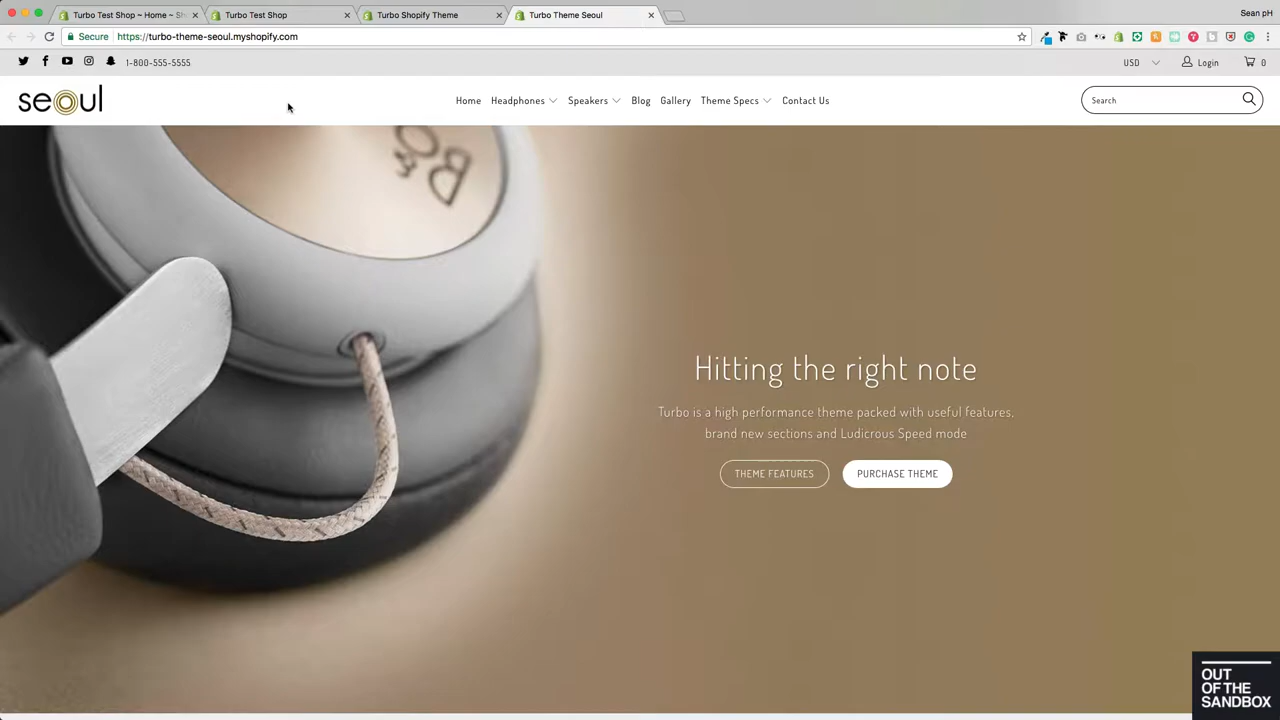 Turbo Test Shop ~ Home ~ Sh
Turbo Test Shop
Turbo Shopify Theme
Turbo Theme Seoul
Sean pH
Secure
https://turbo-theme-seoul.myshopify.com
1-800-555-5555
USD
Login
0
seoul
Home
Headphones
Speakers
Blog
Gallery
Theme Specs
Contact Us
Search
B&O
Hitting the right note
Turbo is a high performance theme packed with useful features,
brand new sections and Ludicrous Speed mode
THEME FEATURES
PURCHASE THEME
OUT
OF THE
SANDBOX